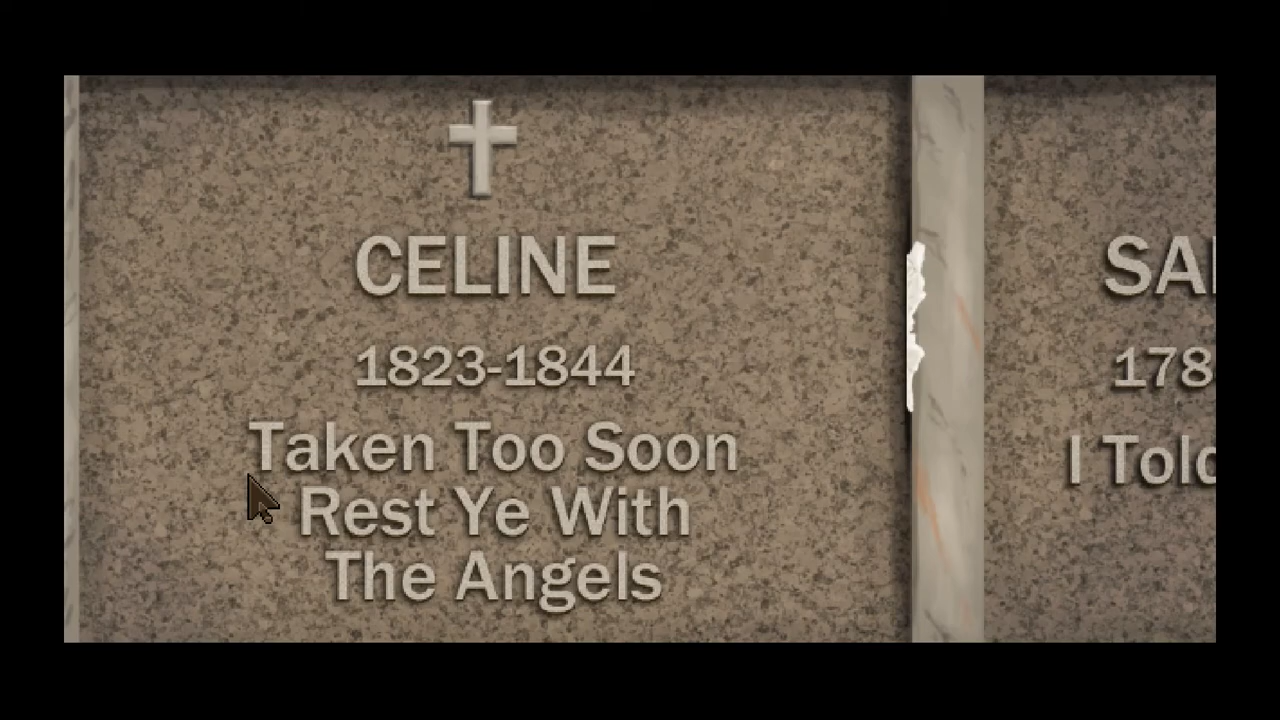 CELINE
1823-1844
Taken Too Soon
Rest Ye With
The Angels
I